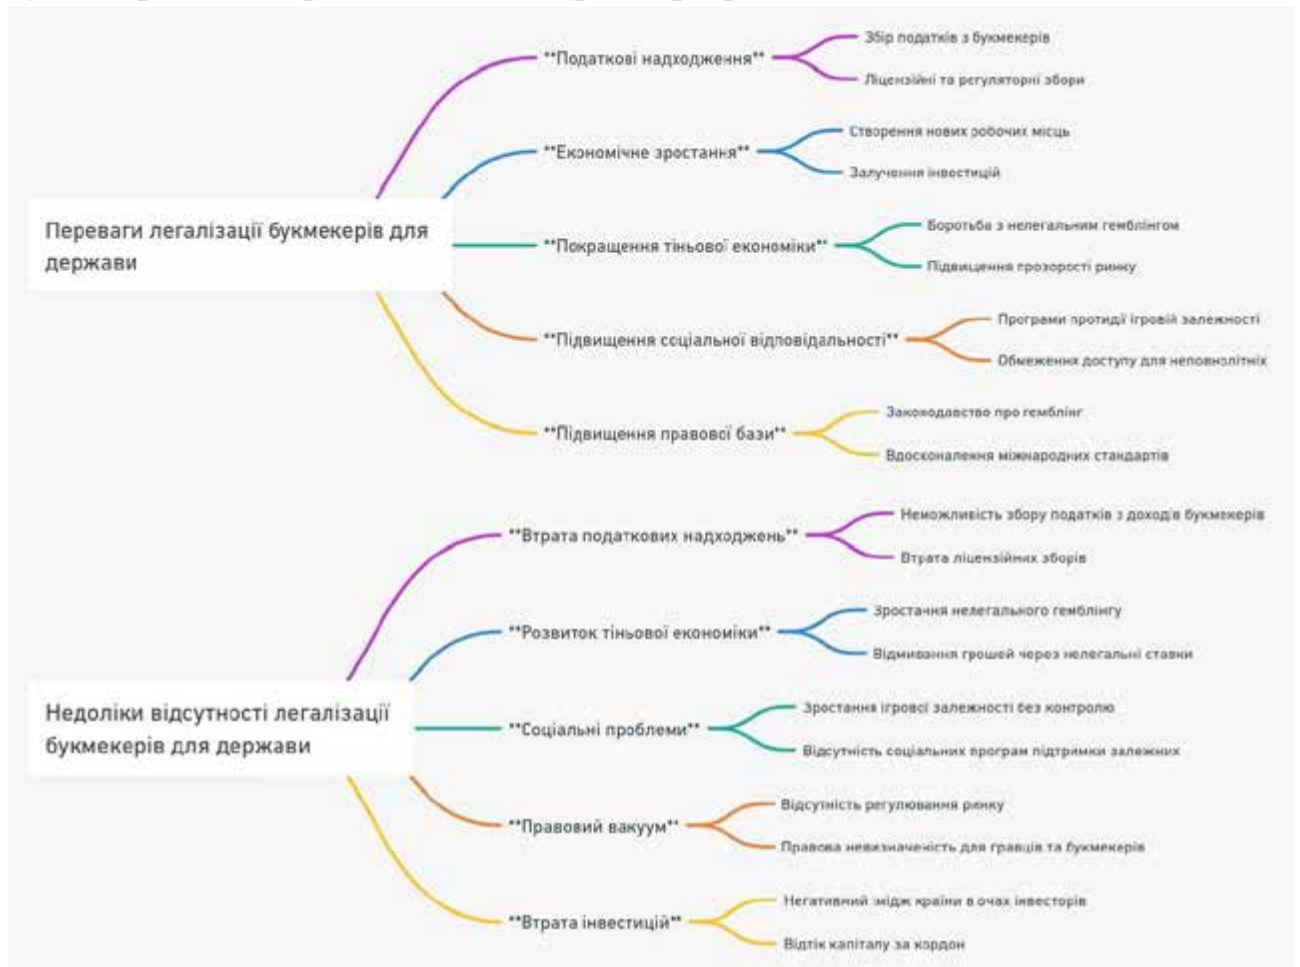 Переваги легалізації букмекерів для
держави
**Податкові надходження**
Збір податків з букмекерів
Ліцензійні та регуляторні збори
**Економічне зростання**
Створення нових робочих місць
Залучення інвестицій
**Покращення тіньової економіки**
Боротьба з нелегальним гемблінгом
Підвищення прозорості ринку
**Підвищення соціальної відповідальності**
Програми протидії ігровій залежності
Обмеження доступу для неповнолітніх
**Підвищення правової бази**
Законодавство про гемблінг
Вдосконалення міжнародних стандартів
Недоліки відсутності легалізації
букмекерів для держави
**Втрата податкових надходжень**
Неможливість збору податків з доходів букмекерів
Втрата ліцензійних зборів
**Розвиток тіньової економіки**
Зростання нелегального гемблінгу
Відмивання грошей через нелегальні ставки
**Соціальні проблеми**
Зростання ігрової залежності без контролю
Відсутність соціальних програм підтримки залежних
**Правовий вакуум**
Відсутність регулювання ринку
Правова невизначеність для гравців та букмекерів
**Втрата інвестицій**
Негативний імідж країни в очах інвесторів
Відтік капіталу за кордон